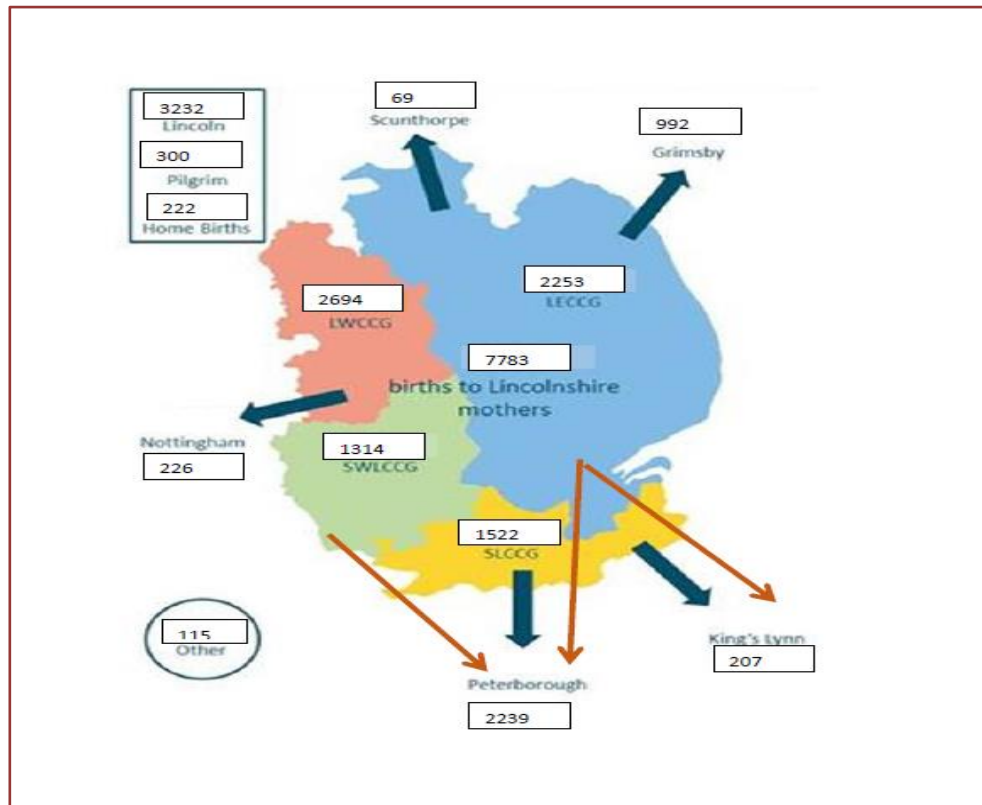 3232
Lincoln
300
Pilgrim
222
Home Births
69
Scunthorpe
992
Grimsby
2694
LWCCG
2253
LECCG
7783
births to Lincolnshire
mothers
Nottingham
226
1314
SWLCCG
1522
SLCCG
115
Other
King's Lynn
207
Peterborough
2239